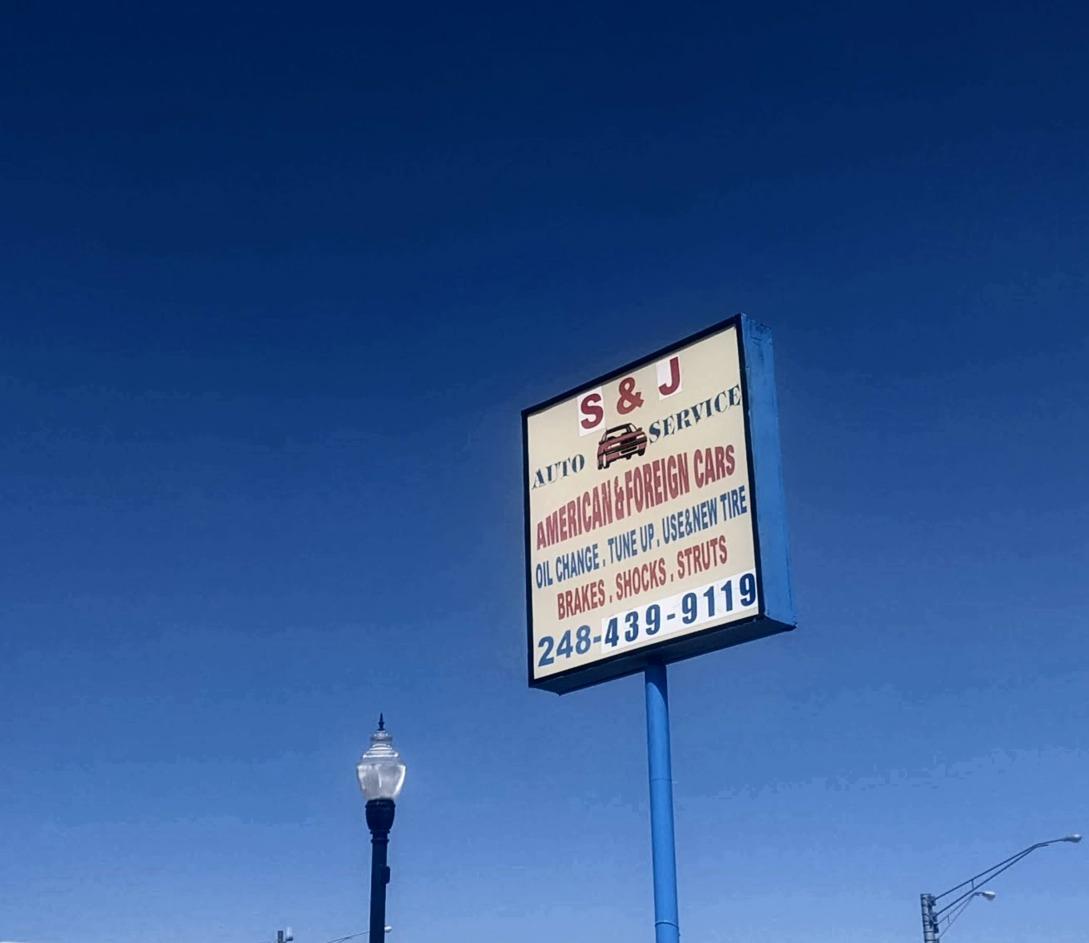 S & J
AUTO SERVICE
AMERICAN & FOREIGN CARS
OIL CHANGE . TUNE UP . USE&NEW TIRE
BRAKES . SHOCKS . STRUTS
248-439-9119